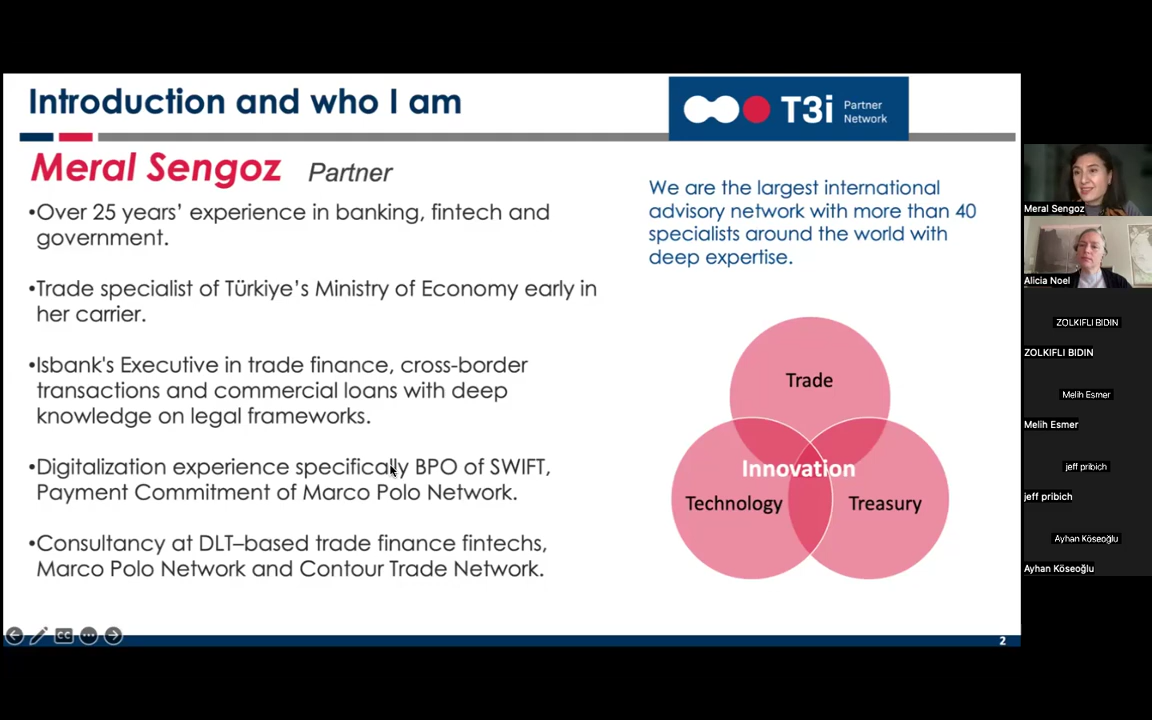 Introduction and who I am
T3i Partner
Network
Meral Sengoz Partner
•Over 25 years’ experience in banking, fintech and
government.
•Trade specialist of Türkiye’s Ministry of Economy early in
her carrier.
•Isbank's Executive in trade finance, cross-border
transactions and commercial loans with deep
knowledge on legal frameworks.
•Digitalization experience specifically BPO of SWIFT,
Payment Commitment of Marco Polo Network.
•Consultancy at DLT–based trade finance fintechs,
Marco Polo Network and Contour Trade Network.
We are the largest international
advisory network with more than 40
specialists around the world with
deep expertise.
Trade
Innovation
Technology
Treasury
CC
2
Meral Sengoz
Alicia Noel
ZOLKIFLI BIDIN
ZOLKIFLI BIDIN
Melih Esmer
Melih Esmer
jeff pribich
jeff pribich
Ayhan Köseoğlu
Ayhan Köseoğlu